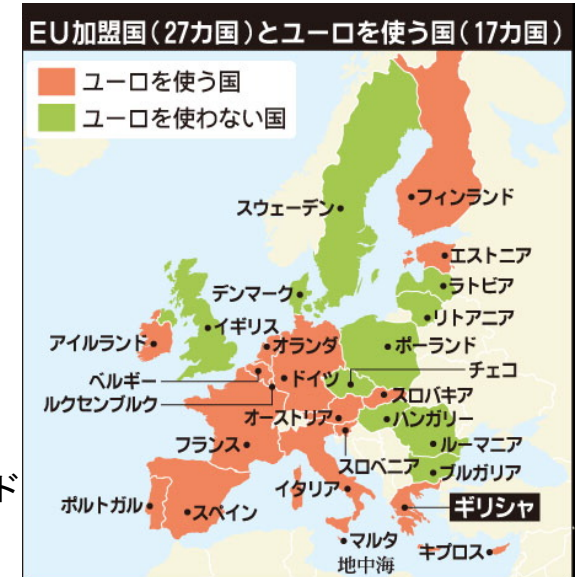 EU加盟国(27カ国)とユーロを使う国(17カ国)
ユーロを使う国
ユーロを使わない国
スウェーデン
フィンランド
エストニア
ラトビア
デンマーク
リトアニア
イギリス
アイルランド
オランダ
ポーランド
ベルギー
ドイツ
チェコ
ルクセンブルク
スロバキア
オーストリア
ハンガリー
フランス
ルーマニア
スロベニア
ブルガリア
ド
イタリア
ポルトガル
スペイン
ギリシャ
マルタ
キプロス
地中海